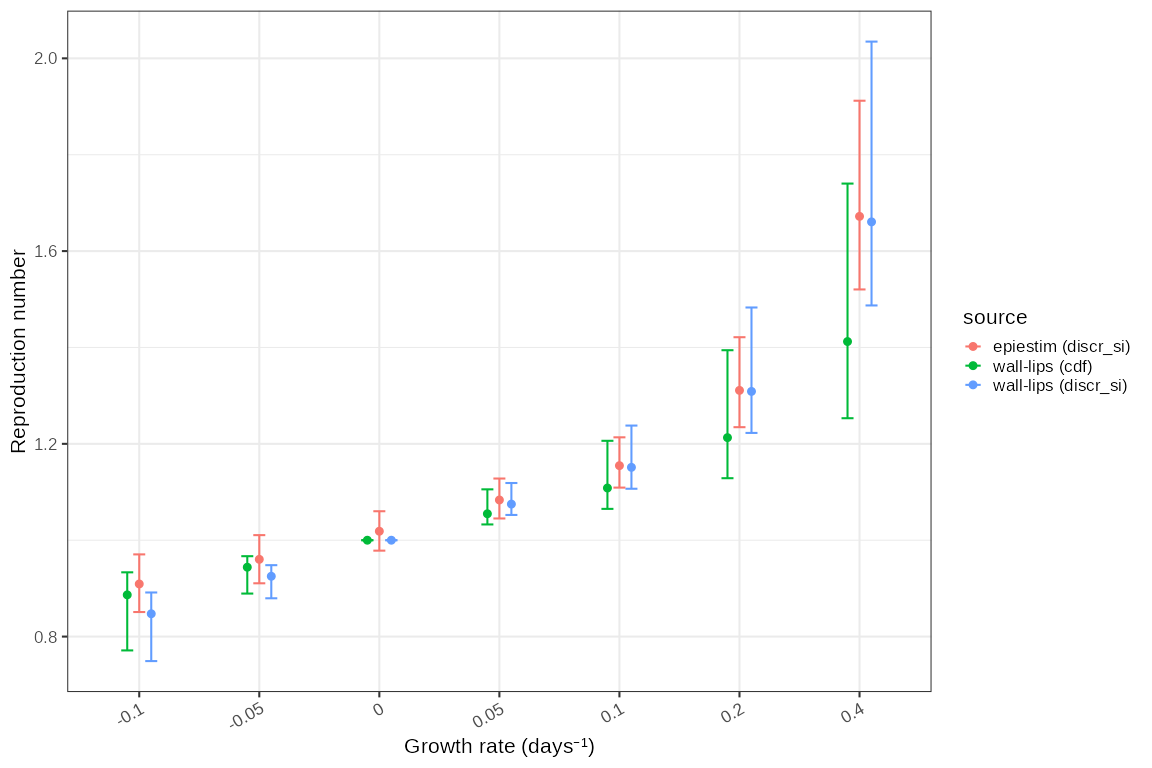 2.0
1.6
1.2
0.8
Reproduction number
-0.1
-0.05
0
0.05
0.1
0.2
0.4
Growth rate (days⁻¹)
source
epiestim (discr_si)
wall-lips (cdf)
wall-lips (discr_si)